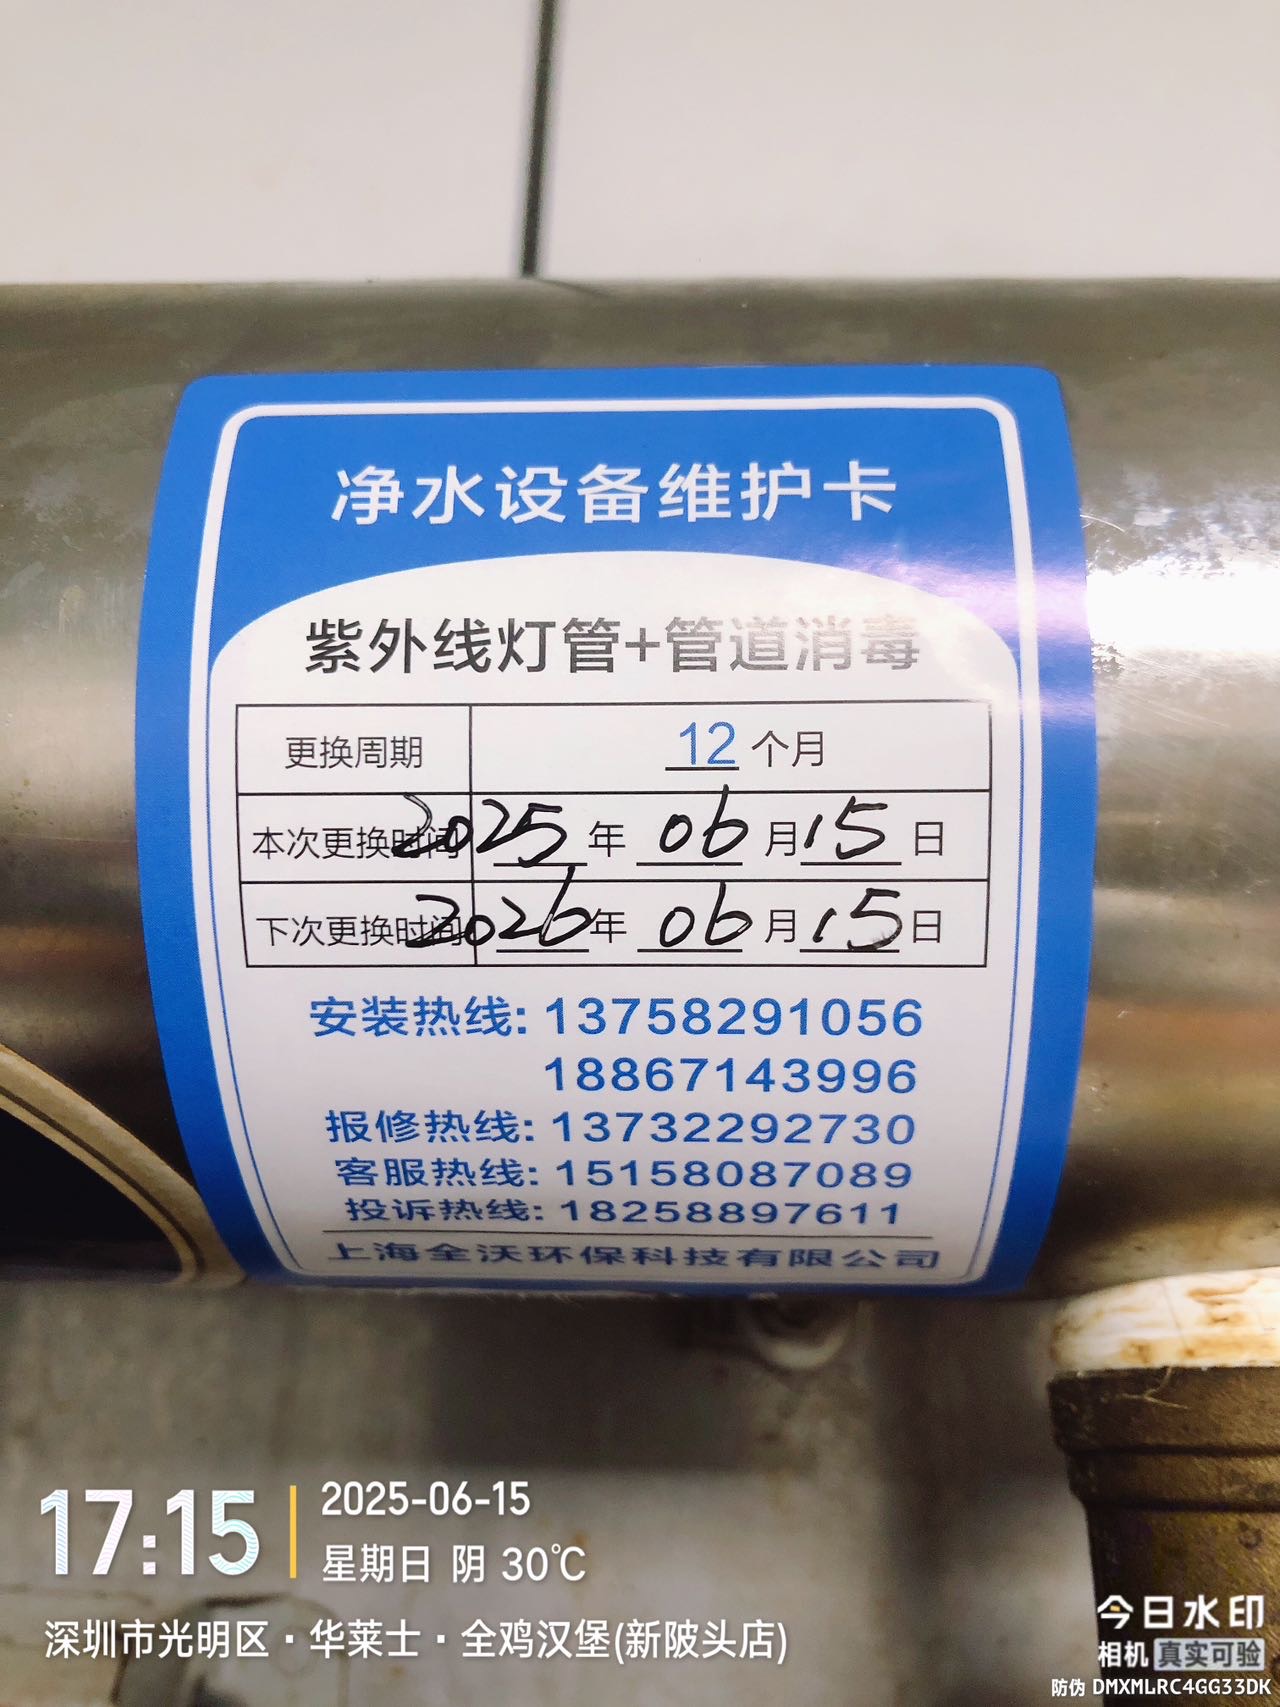 净水设备维护卡
紫外线灯管+管道消毒
更换周期 12 个月
本次更换时间 2025 年 06 月 15 日
下次更换时间 2026 年 06 月 15 日
安装热线: 13758291056
18867143996
报修热线: 13732292730
客服热线: 15158087089
投诉热线: 18258897611
上海全沃环保科技有限公司
17:15
2025-06-15
星期日 阴 30℃
深圳市光明区·华莱士·全鸡汉堡(新陂头店)
今日水印
相机 真实可验
防伪 DMXMLRC4GG33DK